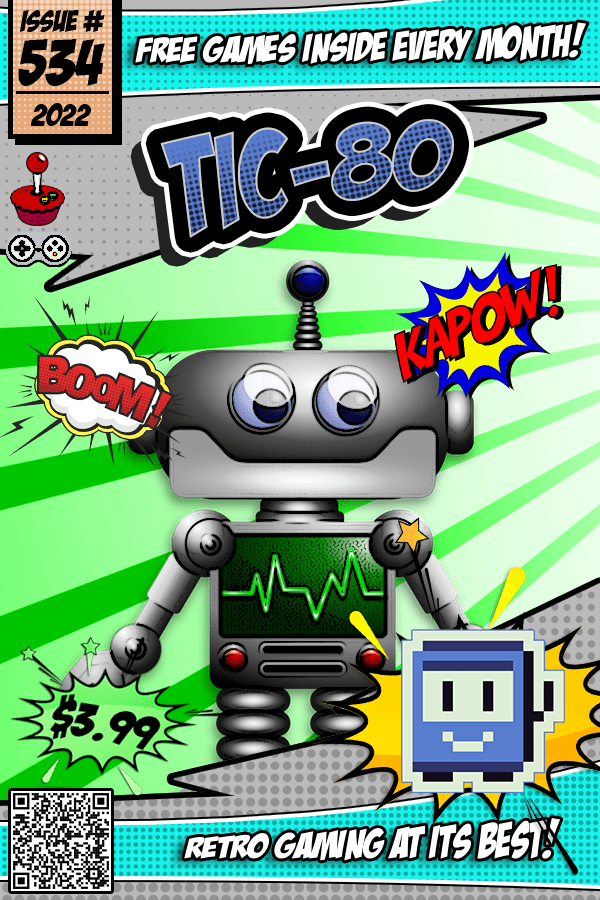 ISSUE #
534
2022
FREE GAMES INSIDE EVERY MONTH!
TIC-80
KAPOW!
BOOM!
$3.99
RETRO GAMING AT ITS BEST!